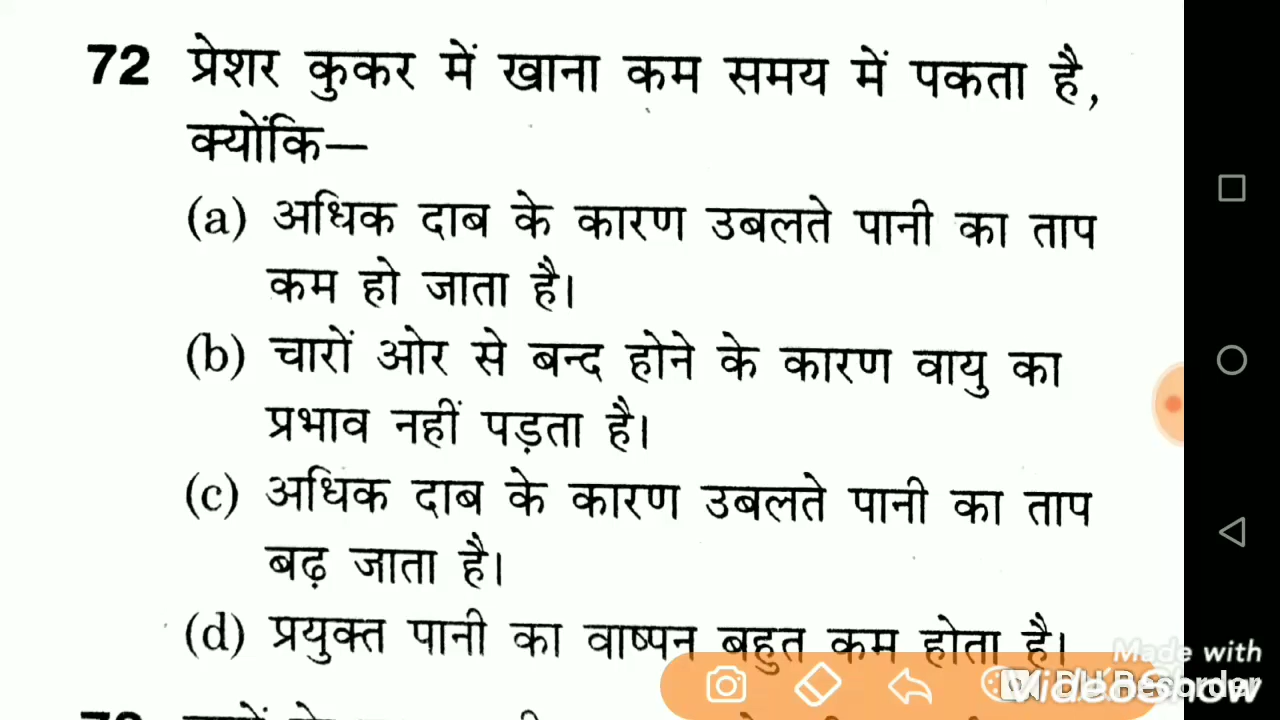 72 प्रेशर कुकर में खाना कम समय में पकता है,
क्योंकि—
(a) अधिक दाब के कारण उबलते पानी का ताप
कम हो जाता है।
(b) चारों ओर से बन्द होने के कारण वायु का
प्रभाव नहीं पड़ता है।
(c) अधिक दाब के कारण उबलते पानी का ताप
बढ़ जाता है।
(d) प्रयुक्त पानी का वाष्पन बहुत कम होता है।
Made with
VideoShow